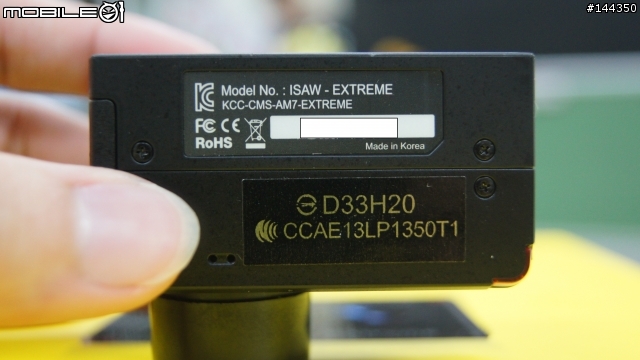 MOBILE01
#144350
Model No. : ISAW - EXTREME
KCC-CMS-AM7-EXTREME
FC CE
RoHS
Made in Korea
D33H20
CCAE13LP1350T1